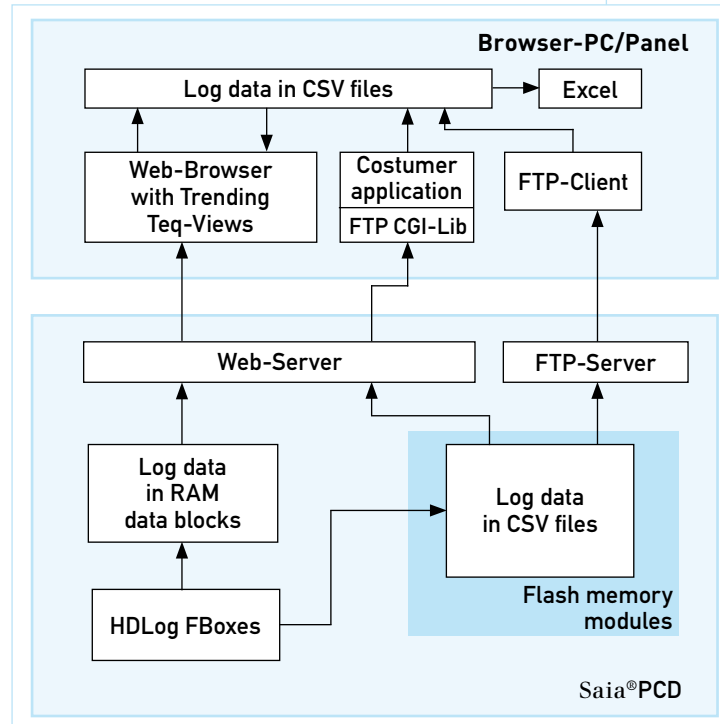 Browser-PC/Panel
Log data in CSV files
Excel
Web-Browser
with Trending
Teq-Views
Costumer
application
FTP CGI-Lib
FTP-Client
Web-Server
FTP-Server
Log data
in RAM
data blocks
Log data
in CSV files
HDLog FBoxes
Flash memory
modules
Saia®PCD